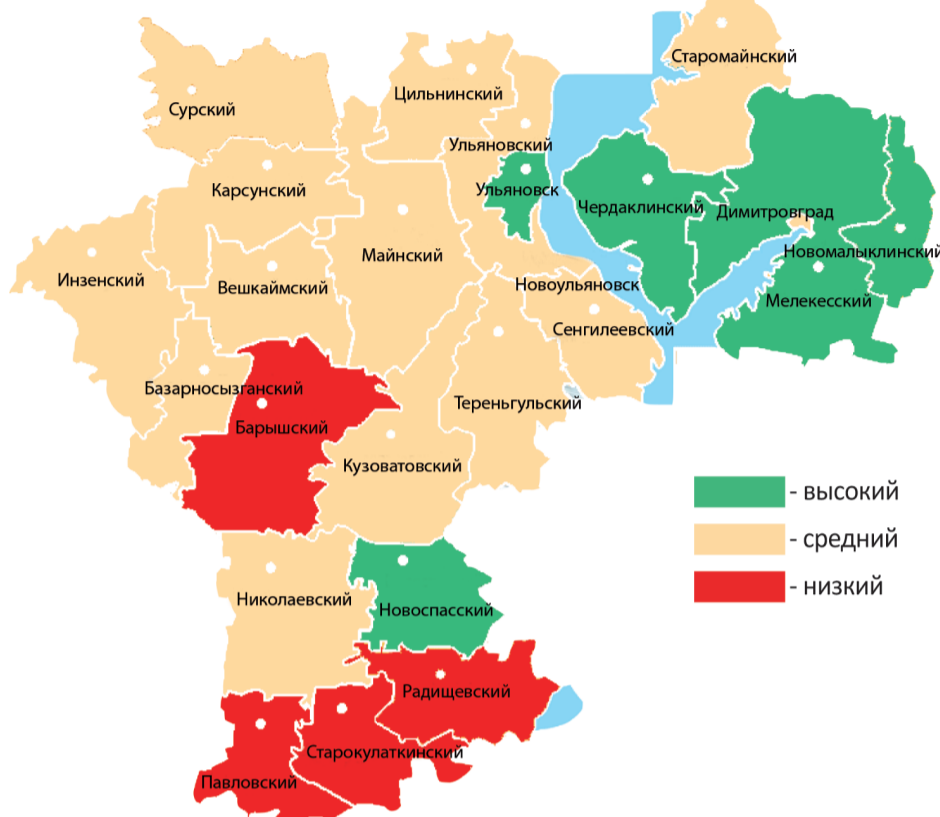 Старомайнский
Цильнинский
Сурский
Ульяновский
Карсунский
Ульяновск
Чердаклинский
Димитровград
Майнский
Новомалыклинский
Инзенский
Вешкаймский
Новоульяновск
Мелекесский
Сенгилеевский
Базарносызганский
Тереньгульский
Барышский
Кузоватовский
- высокий
- средний
- низкий
Николаевский
Новоспасский
Радищевский
Старокулаткинский
Павловский